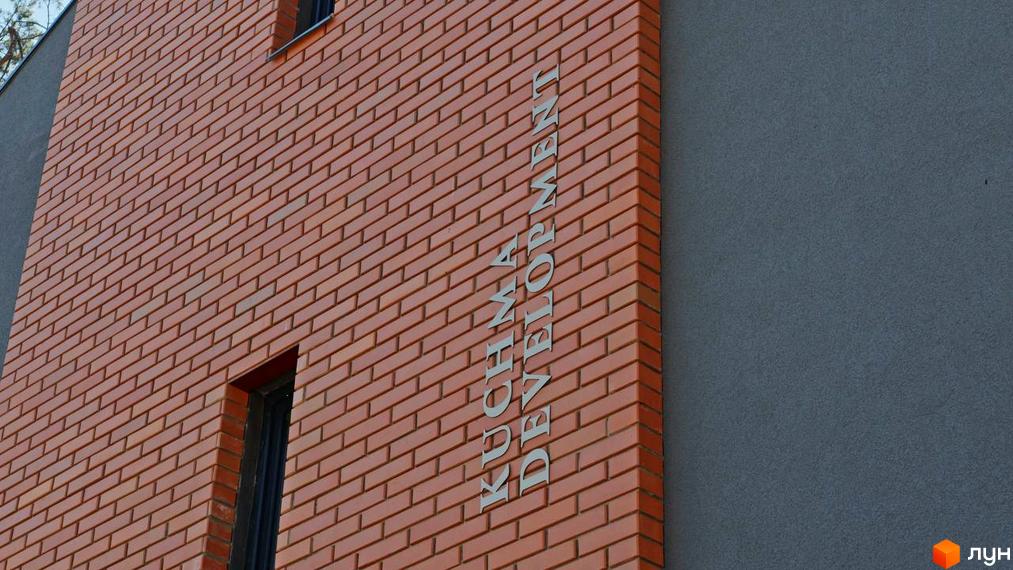 KUCHMA
DEVELOPMENT
лун